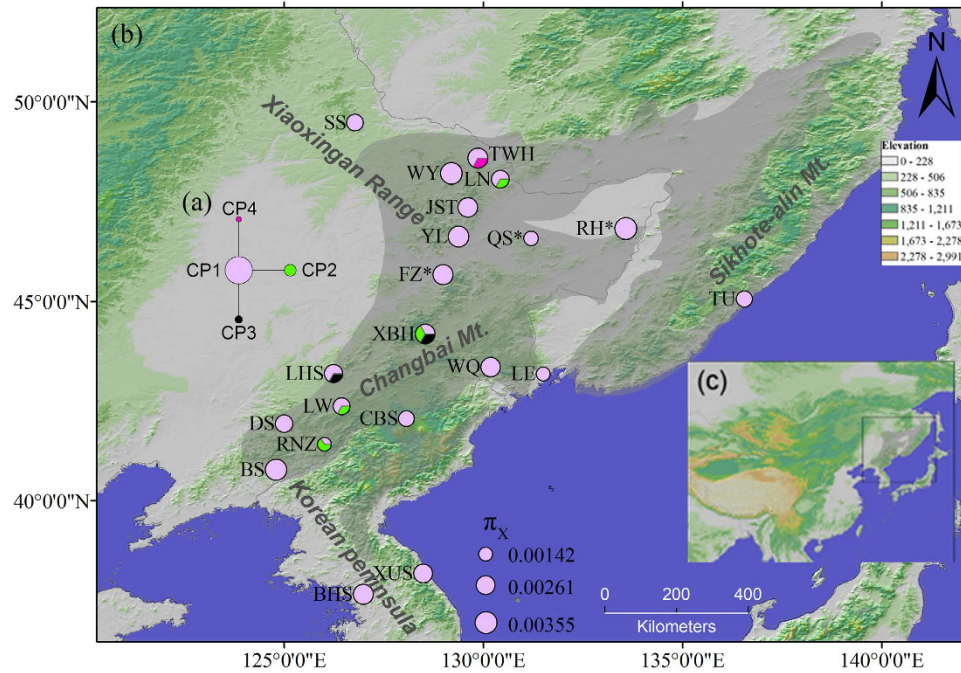 (b)
N
50°0'0"N
45°0'0"N
40°0'0"N
Elevation
0 - 228
228 - 506
506 - 835
835 - 1,211
1,211 - 1,673
1,673 - 2,278
2,278 - 2,991
Xiaoxingan Range
SS
TWH
WY
LN
(a)
CP4
CP1
CP2
CP3
JST
YL
QS*
RH*
Sikhote-alin Mt.
FZ*
TU
XBH
Changbai Mt.
WQ
LE
LHS
(c)
LW
CBS
DS
RNZ
BS
Korean peninsula
XUS
BHS
πX
0.00142
0.00261
0.00355
0 200 400
Kilometers
125°0'0"E
130°0'0"E
135°0'0"E
140°0'0"E